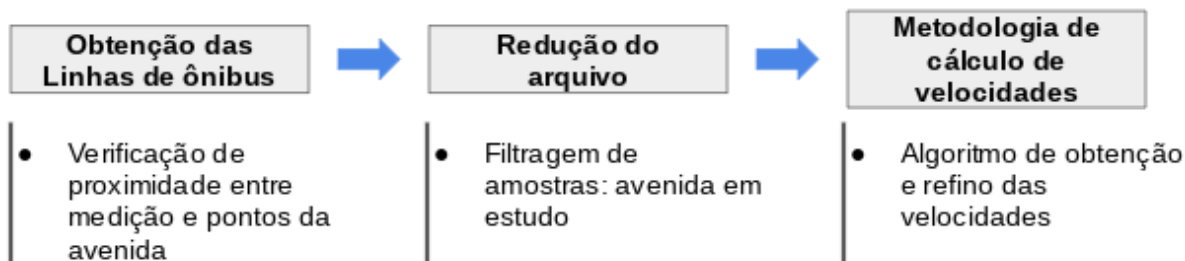 Obtenção das
Linhas de ônibus
Redução do
arquivo
Metodologia de
cálculo de
velocidades
● Verificação de
proximidade entre
medição e pontos da
avenida
● Filtragem de
amostras: avenida em
estudo
● Algoritmo de obtenção
e refino das
velocidades